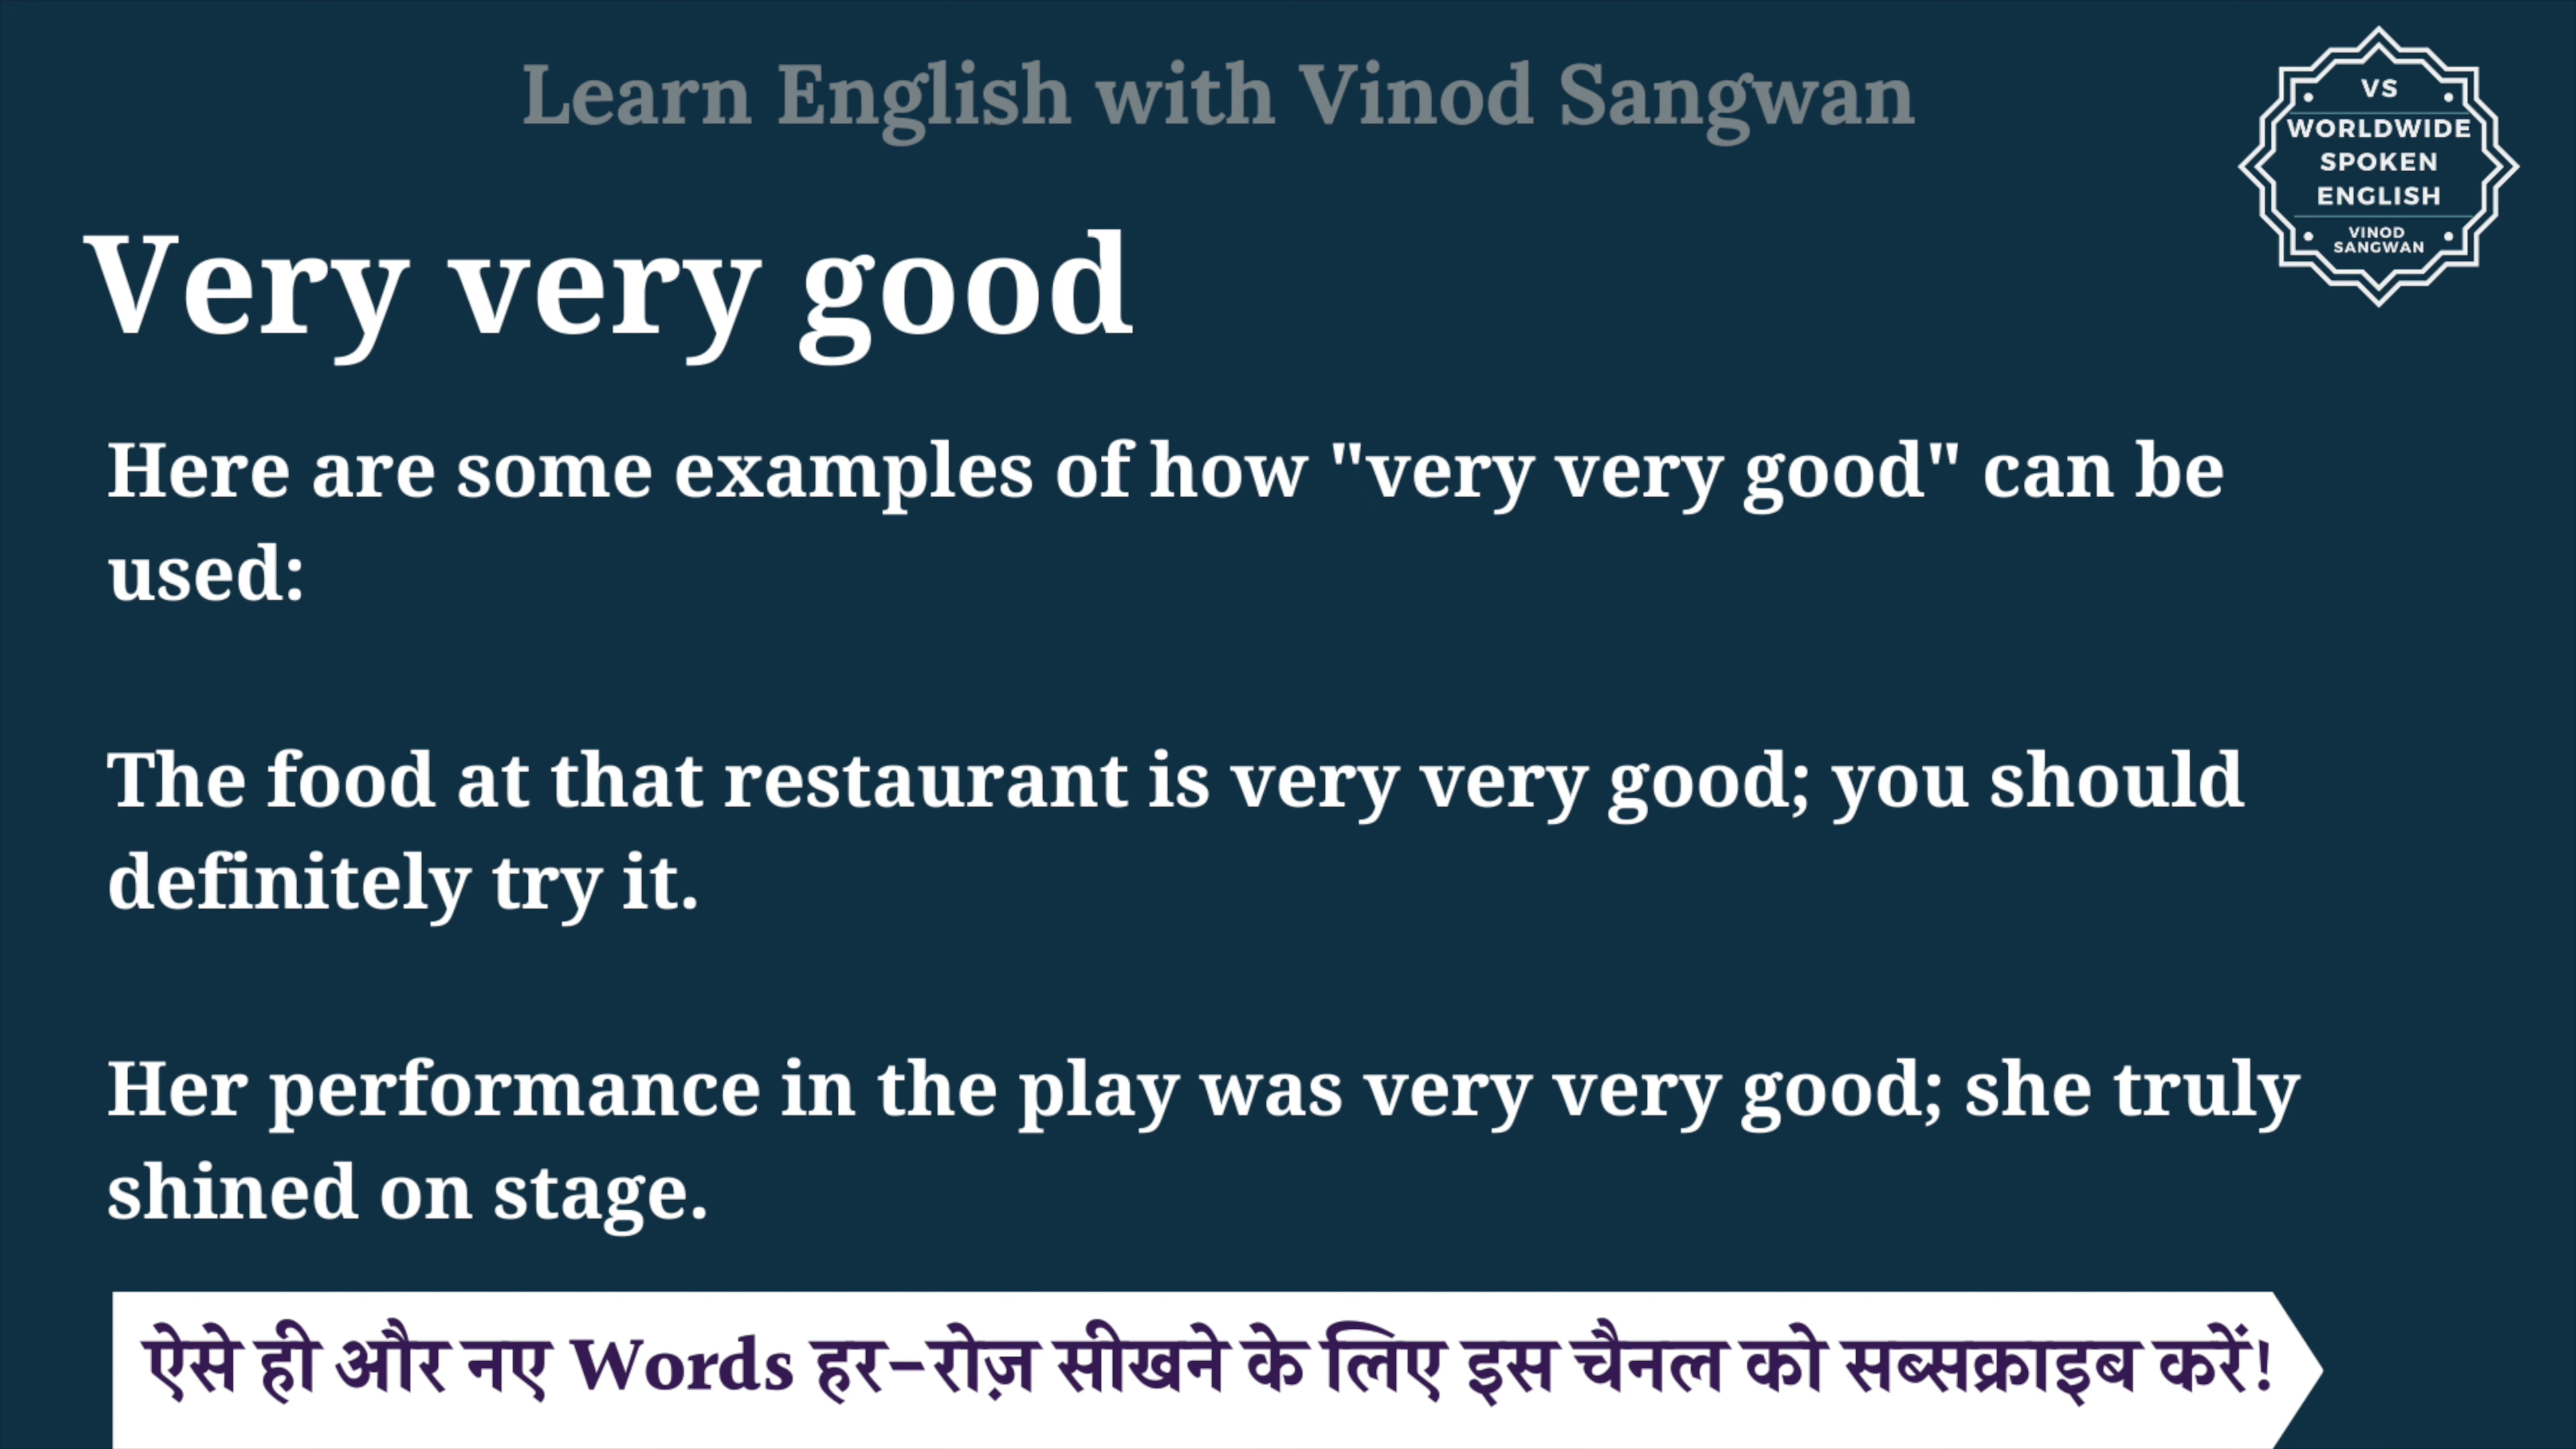 Learn English with Vinod Sangwan
VS
WORLDWIDE
SPOKEN
ENGLISH
VINOD
SANGWAN
Very very good
Here are some examples of how "very very good" can be
used:
The food at that restaurant is very very good; you should
definitely try it.
Her performance in the play was very very good; she truly
shined on stage.
ऐसे ही और नए Words हर-रोज़ सीखने के लिए इस चैनल को सब्सक्राइब करें!